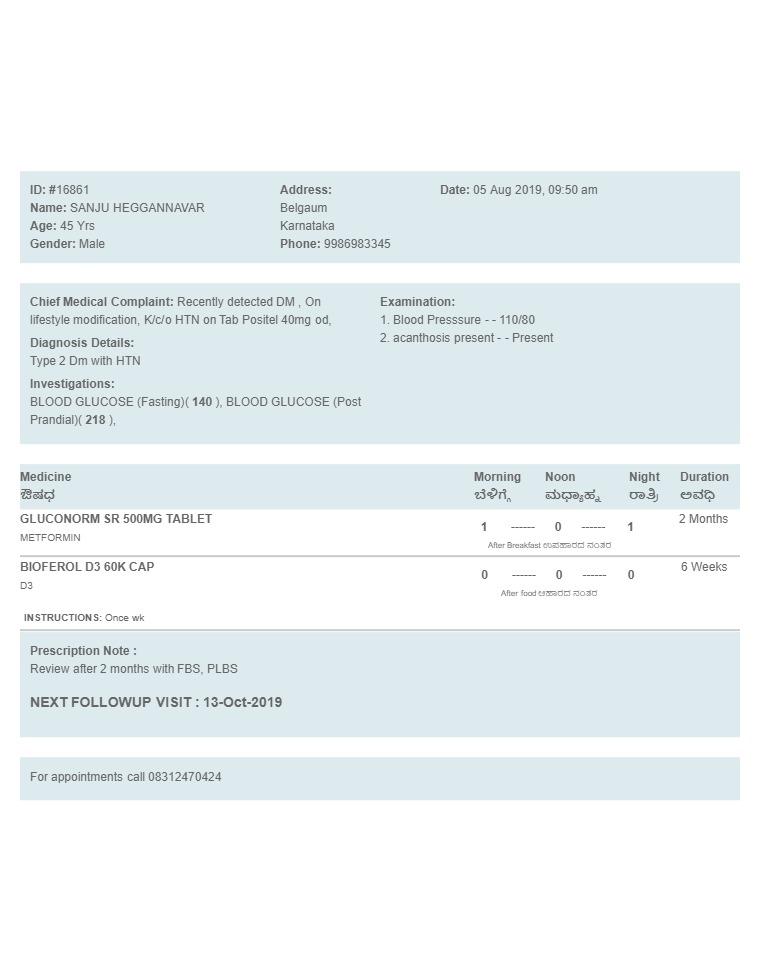 ID: #16861
Name: SANJU HEGGANNAVAR
Age: 45 Yrs
Gender: Male
Address:
Belgaum
Karnataka
Phone: 9986983345
Date: 05 Aug 2019, 09:50 am
Chief Medical Complaint: Recently detected DM , On
lifestyle modification, K/c/o HTN on Tab Positel 40mg od,
Diagnosis Details:
Type 2 Dm with HTN
Investigations:
BLOOD GLUCOSE (Fasting)( 140 ), BLOOD GLUCOSE (Post
Prandial)( 218 ),
Examination:
1. Blood Presssure - - 110/80
2. acanthosis present - - Present
Medicine Morning Noon Night Duration
ಔಷಧ ಬೆಳಿಗ್ಗೆ ಮಧ್ಯಾಹ್ನ ರಾತ್ರಿ ಅವಧಿ
GLUCONORM SR 500MG TABLET 1 ------ 0 ------ 1 2 Months
METFORMIN
After Breakfast ಉಪಹಾರದ ನಂತರ
BIOFEROL D3 60K CAP 0 ------ 0 ------ 0 6 Weeks
D3
After food ಆಹಾರದ ನಂತರ
INSTRUCTIONS: Once wk
Prescription Note :
Review after 2 months with FBS, PLBS
NEXT FOLLOWUP VISIT : 13-Oct-2019
For appointments call 08312470424